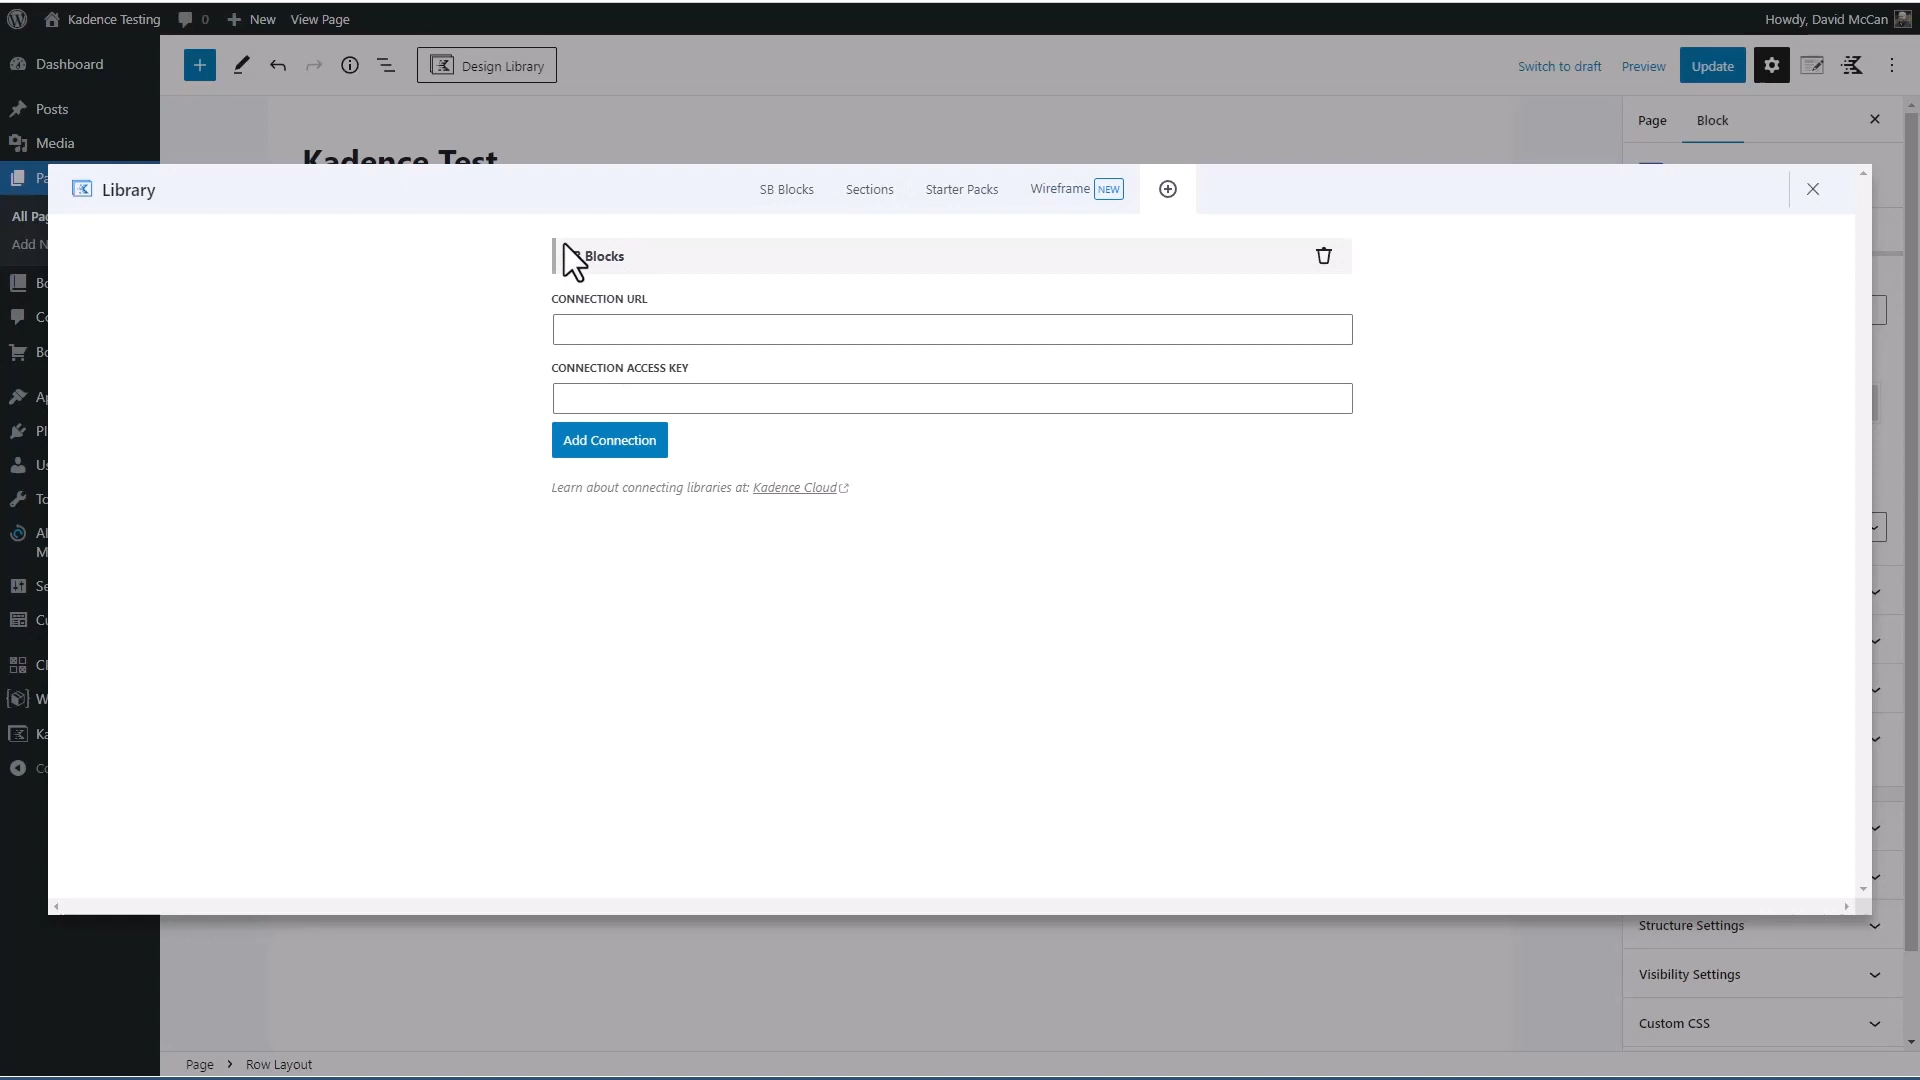 Kadence Testing
0
New
View Page
Howdy, David McCan
Dashboard
Design Library
Switch to draft
Preview
Update
Posts
Page
Block
Media
Kadence Test
Library
SB Blocks
Sections
Starter Packs
Wireframe NEW
All Pag
Add N
Blocks
CONNECTION URL
CONNECTION ACCESS KEY
Add Connection
Learn about connecting libraries at: Kadence Cloud
Structure Settings
Visibility Settings
Custom CSS
Page
Row Layout